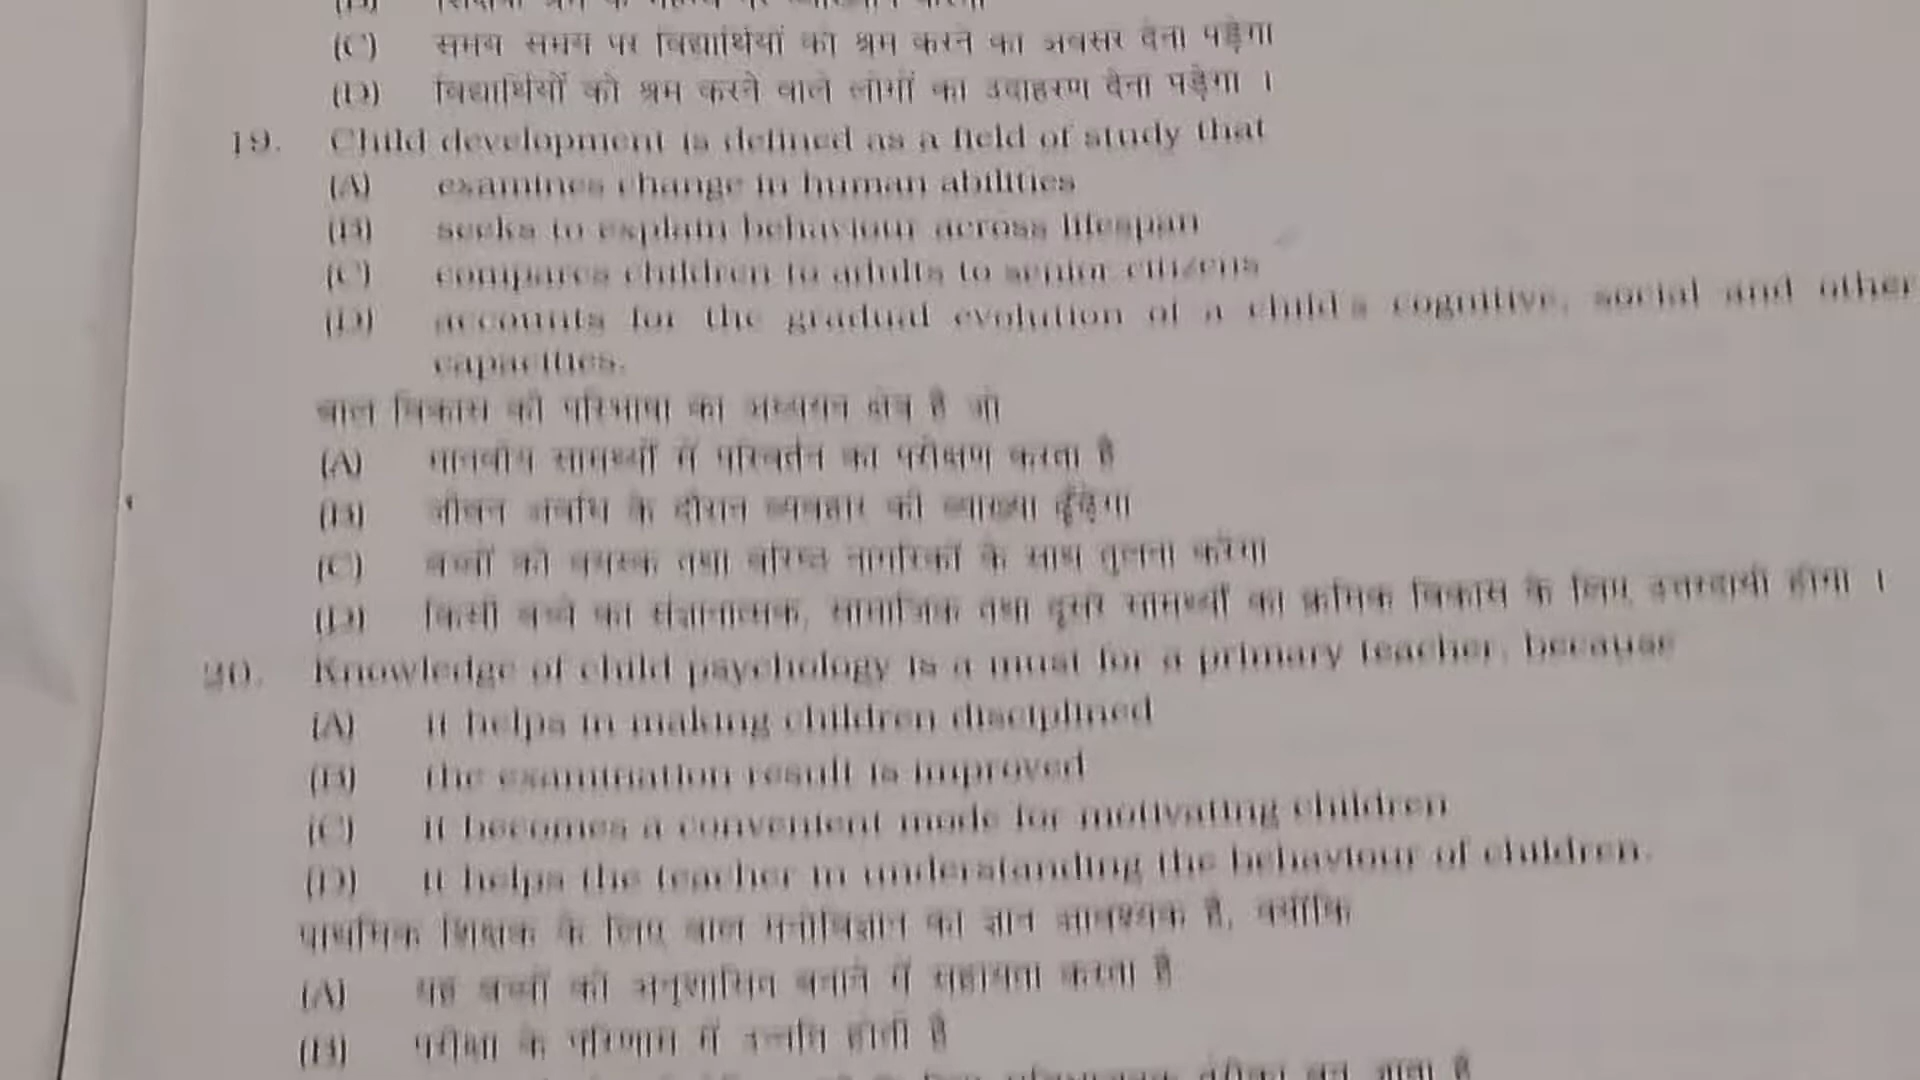 (C) समय समय पर विद्यार्थियों को श्रम करने का अवसर देना पड़ेगा
(D) विद्यार्थियों को श्रम करने वाले लोगों का उदाहरण देना पड़ेगा ।
19. Child development is defined as a field of study that
(A) examines change in human abilities
(B) seeks to explain behaviour across lifespan
(C) compares children to adults to senior citizens
(D) accounts for the gradual evolution of a child's cognitive, social and other
capacities.
बाल विकास की परिभाषा का अध्ययन क्षेत्र है जो
(A) मानवीय सामर्थ्यों में परिवर्तन का परीक्षण करता है
(B) जीवन अवधि के दौरान व्यवहार की व्याख्या ढूँढ़ेगा
(C) बच्चों को वयस्क तथा वरिष्ठ नागरिकों के साथ तुलना करेगा
(D) किसी बच्चे का संज्ञानात्मक, सामाजिक तथा दूसरे सामर्थ्यों का क्रमिक विकास के लिए उत्तरदायी होगा ।
20. Knowledge of child psychology is a must for a primary teacher, because
(A) it helps in making children disciplined
(B) the examination result is improved
(C) it becomes a convenient mode for motivating children
(D) it helps the teacher in understanding the behaviour of children.
प्राथमिक शिक्षक के लिए बाल मनोविज्ञान का ज्ञान आवश्यक है, क्योंकि
(A) यह बच्चों को अनुशासित बनाने में सहायता करता है
(B) परीक्षा के परिणाम में उन्नति होती है